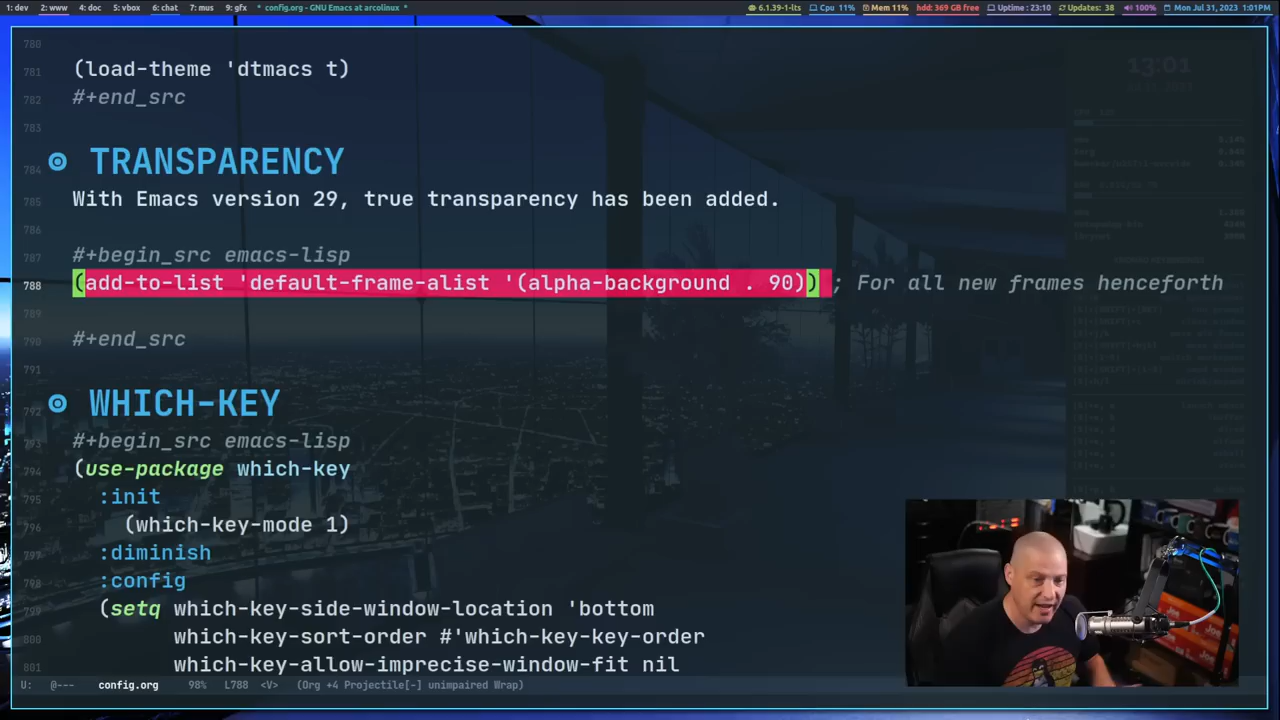 1: dev 2: www 4: doc 5: vbox 6: chat 7: mus 9: gfx * config.org - GNU Emacs at arcolinux * 6.1.39-1-lts Cpu 11% Mem 11% hdd: 369 GB free Uptime : 23:10 Updates: 38 100% Mon Jul 31, 2023 1:01PM
780
781 (load-theme 'dtmacs t)
782 #+end_src
783
784 TRANSPARENCY
785 With Emacs version 29, true transparency has been added.
786
787 #+begin_src emacs-lisp
788 (add-to-list 'default-frame-alist '(alpha-background . 90)) ; For all new frames henceforth
789
790 #+end_src
791
792 WHICH-KEY
793 #+begin_src emacs-lisp
794 (use-package which-key
795 :init
796 (which-key-mode 1)
797 :diminish
798 :config
799 (setq which-key-side-window-location 'bottom
800 which-key-sort-order #'which-key-key-order
801 which-key-allow-imprecise-window-fit nil
13:01
U: @--- config.org 98% L788 <V> (Org +4 Projectile[-] unimpaired Wrap)